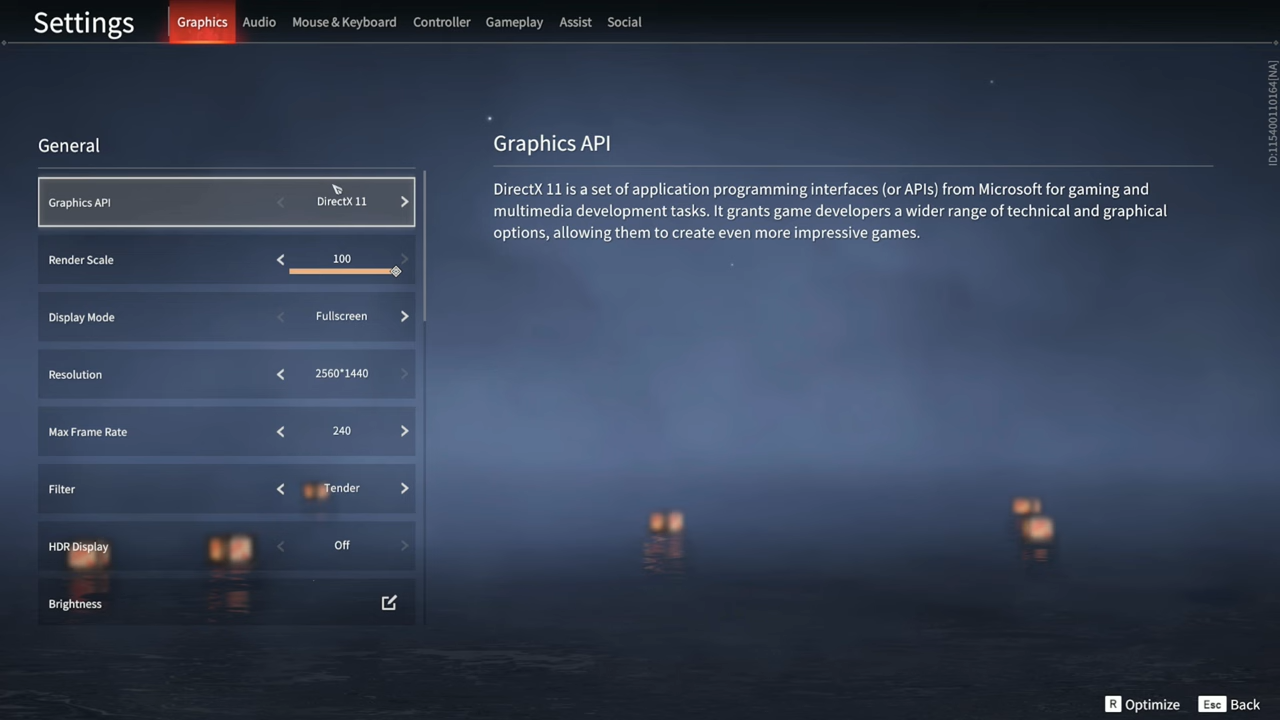 Settings
Graphics
Audio
Mouse & Keyboard
Controller
Gameplay
Assist
Social
ID:115400110164[NA]
General
Graphics API
DirectX 11
Render Scale
100
Display Mode
Fullscreen
Resolution
2560*1440
Max Frame Rate
240
Filter
Tender
HDR Display
Off
Brightness
Graphics API
DirectX 11 is a set of application programming interfaces (or APIs) from Microsoft for gaming and
multimedia development tasks. It grants game developers a wider range of technical and graphical
options, allowing them to create even more impressive games.
R Optimize
Esc Back